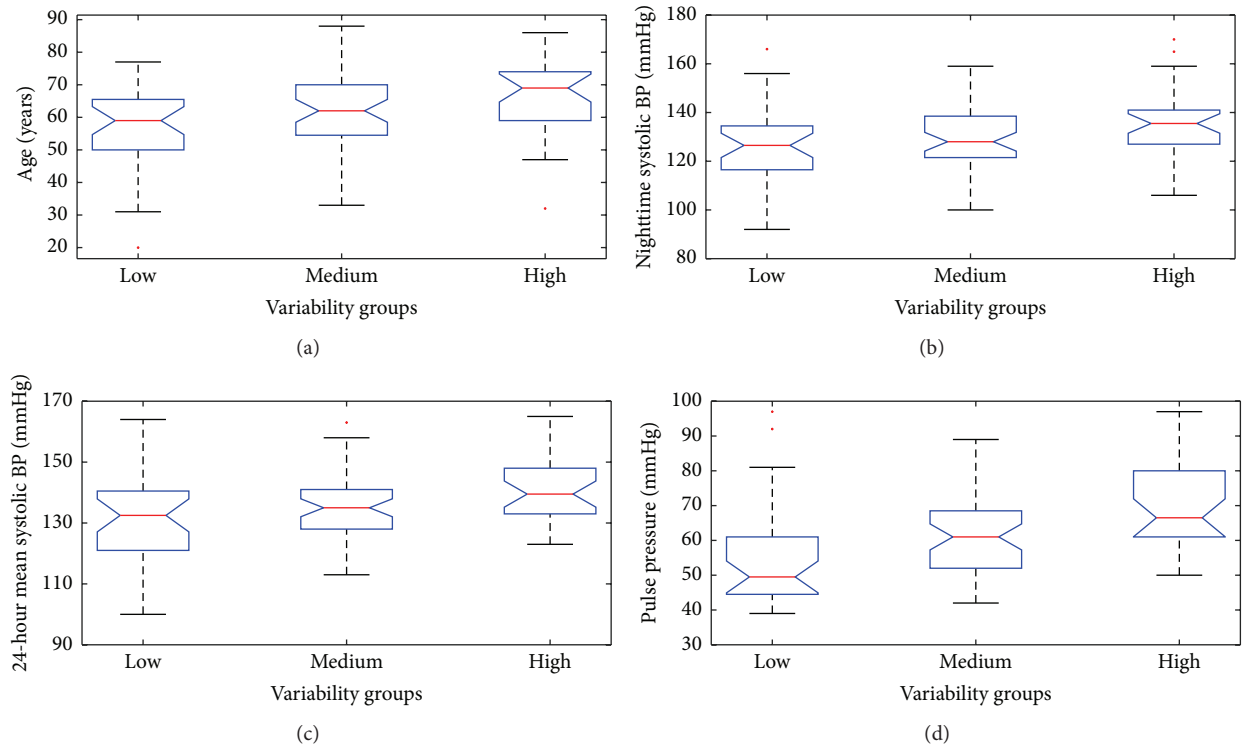 90
80
70
60
50
40
30
20
Age (years)
Low
Medium
High
Variability groups
(a)
180
160
140
120
100
80
Nighttime systolic BP (mmHg)
Low
Medium
High
Variability groups
(b)
170
150
130
110
90
24-hour mean systolic BP (mmHg)
Low
Medium
High
Variability groups
(c)
100
90
80
70
60
50
40
30
Pulse pressure (mmHg)
Low
Medium
High
Variability groups
(d)